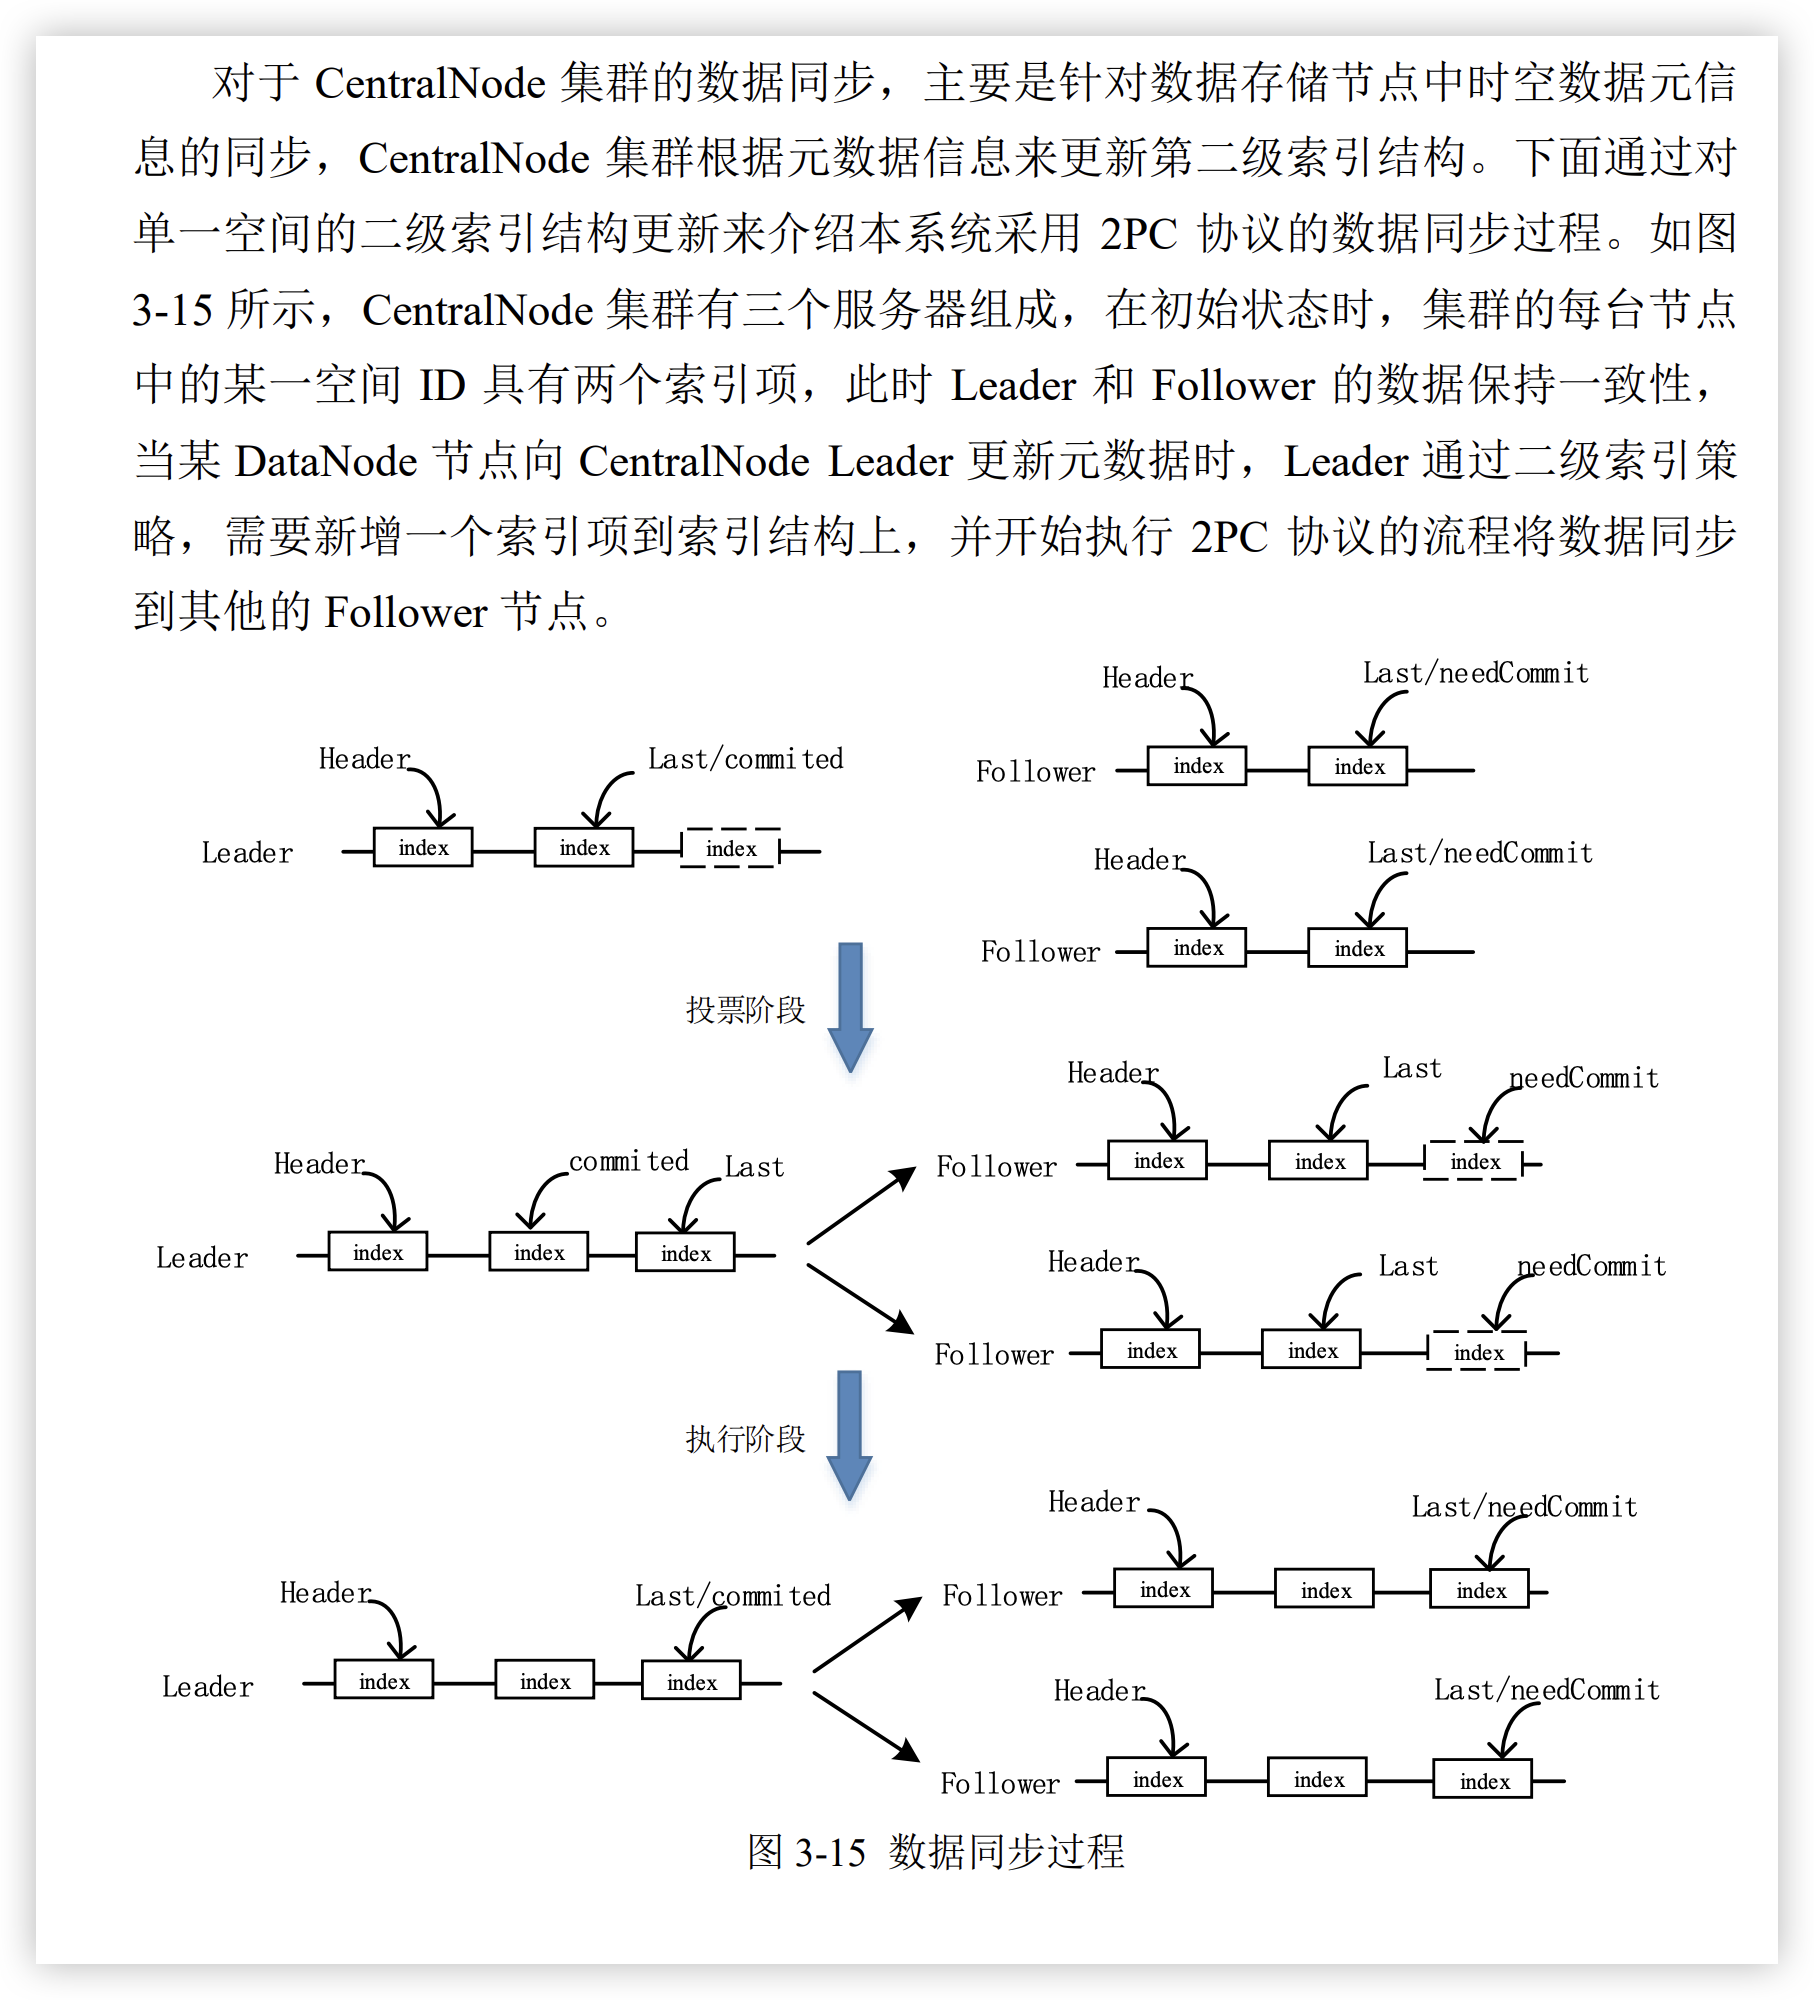 对于 CentralNode 集群的数据同步，主要是针对数据存储节点中时空数据元信
息的同步，CentralNode 集群根据元数据信息来更新第二级索引结构。下面通过对
单一空间的二级索引结构更新来介绍本系统采用 2PC 协议的数据同步过程。如图
3-15 所示，CentralNode 集群有三个服务器组成，在初始状态时，集群的每台节点
中的某一空间 ID 具有两个索引项，此时 Leader 和 Follower 的数据保持一致性，
当某 DataNode 节点向 CentralNode Leader 更新元数据时，Leader 通过二级索引策
略，需要新增一个索引项到索引结构上，并开始执行 2PC 协议的流程将数据同步
到其他的 Follower 节点。
Header Last/needCommit
Follower index index
Header Last/commited
Leader index index index
Header Last/needCommit
Follower index index
投票阶段
Header Last needCommit
Follower index index index
Header commited Last
Leader index index index
Header Last needCommit
Follower index index index
执行阶段
Header Last/needCommit
Follower index index index
Header Last/commited
Leader index index index
Header Last/needCommit
Follower index index index
图 3-15 数据同步过程